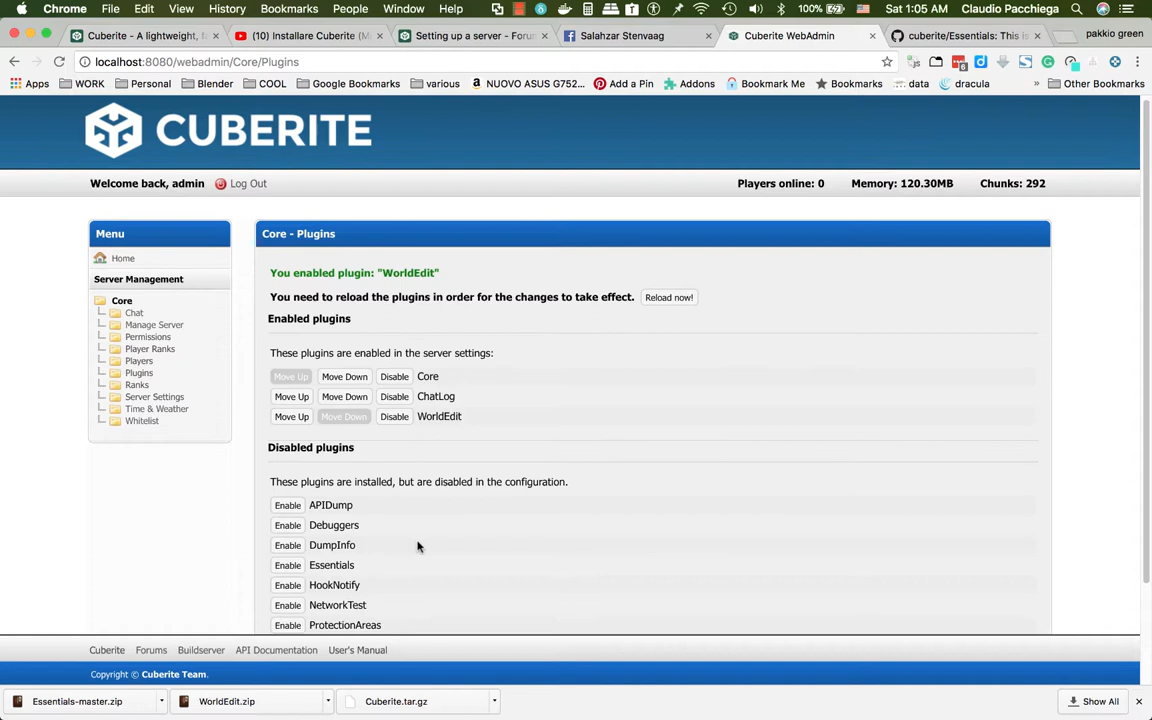 Chrome File Edit View History Bookmarks People Window Help 100% Sat 1:05 AM Claudio Pacchiega
Cuberite - A lightweight, f
(10) Installare Cuberite (M
Setting up a server - Forum
Salahzar Stenvaag
Cuberite WebAdmin
cuberite/Essentials: This is
pakkio green
localhost:8080/webadmin/Core/Plugins
Apps WORK Personal Blender COOL Google Bookmarks various NUOVO ASUS G752... Add a Pin Addons Bookmark Me Bookmarks data dracula » Other Bookmarks
CUBERITE
Welcome back, admin Log Out Players online: 0 Memory: 120.30MB Chunks: 292
Menu
Home
Server Management
Core
Chat
Manage Server
Permissions
Player Ranks
Players
Plugins
Ranks
Server Settings
Time & Weather
Whitelist
Core - Plugins
You enabled plugin: "WorldEdit"
You need to reload the plugins in order for the changes to take effect. Reload now!
Enabled plugins
These plugins are enabled in the server settings:
Move Up Move Down Disable Core
Move Up Move Down Disable ChatLog
Move Up Move Down Disable WorldEdit
Disabled plugins
These plugins are installed, but are disabled in the configuration.
Enable APIDump
Enable Debuggers
Enable DumpInfo
Enable Essentials
Enable HookNotify
Enable NetworkTest
Enable ProtectionAreas
Cuberite Forums Buildserver API Documentation User's Manual
Copyright © Cuberite Team.
Essentials-master.zip WorldEdit.zip Cuberite.tar.gz Show All